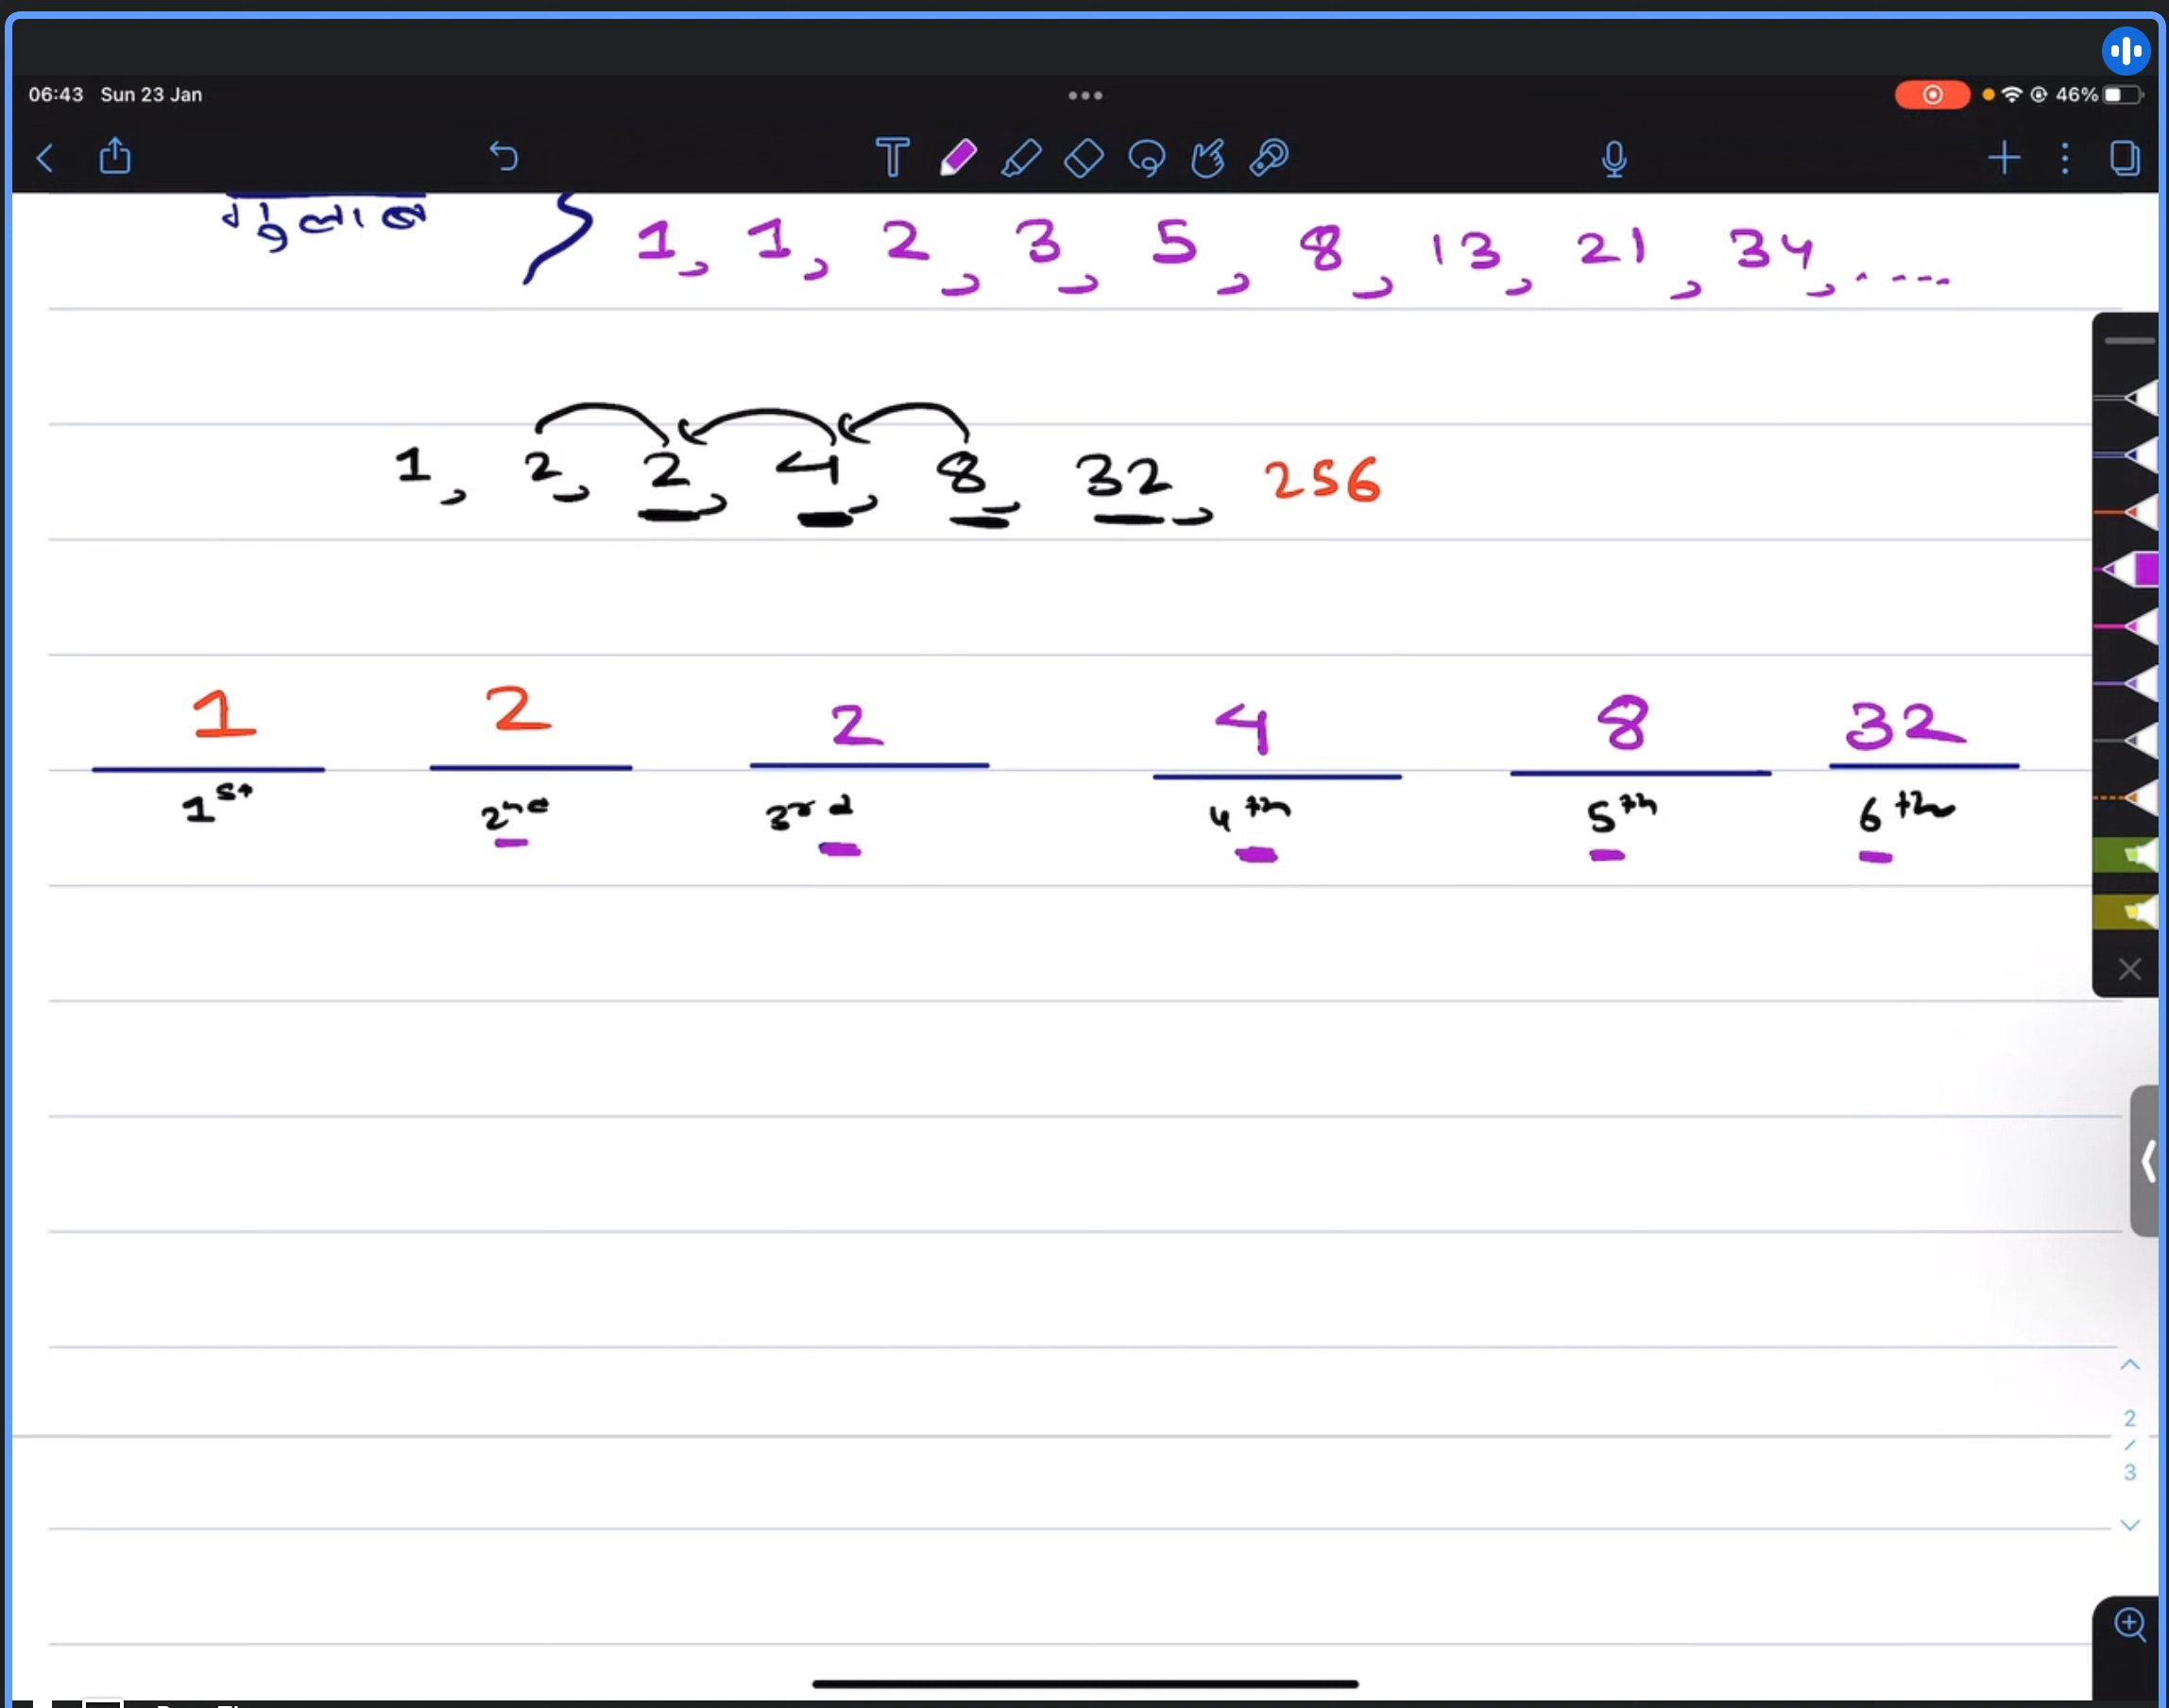 06:43 Sun 23 Jan
46%
1, 1, 2, 3, 5, 8, 13, 21, 34, .....
1, 2, 2, 4, 8, 32, 256
1 2 2 4 8 32
1st 2nd 3rd 4th 5th 6th
2
/
3